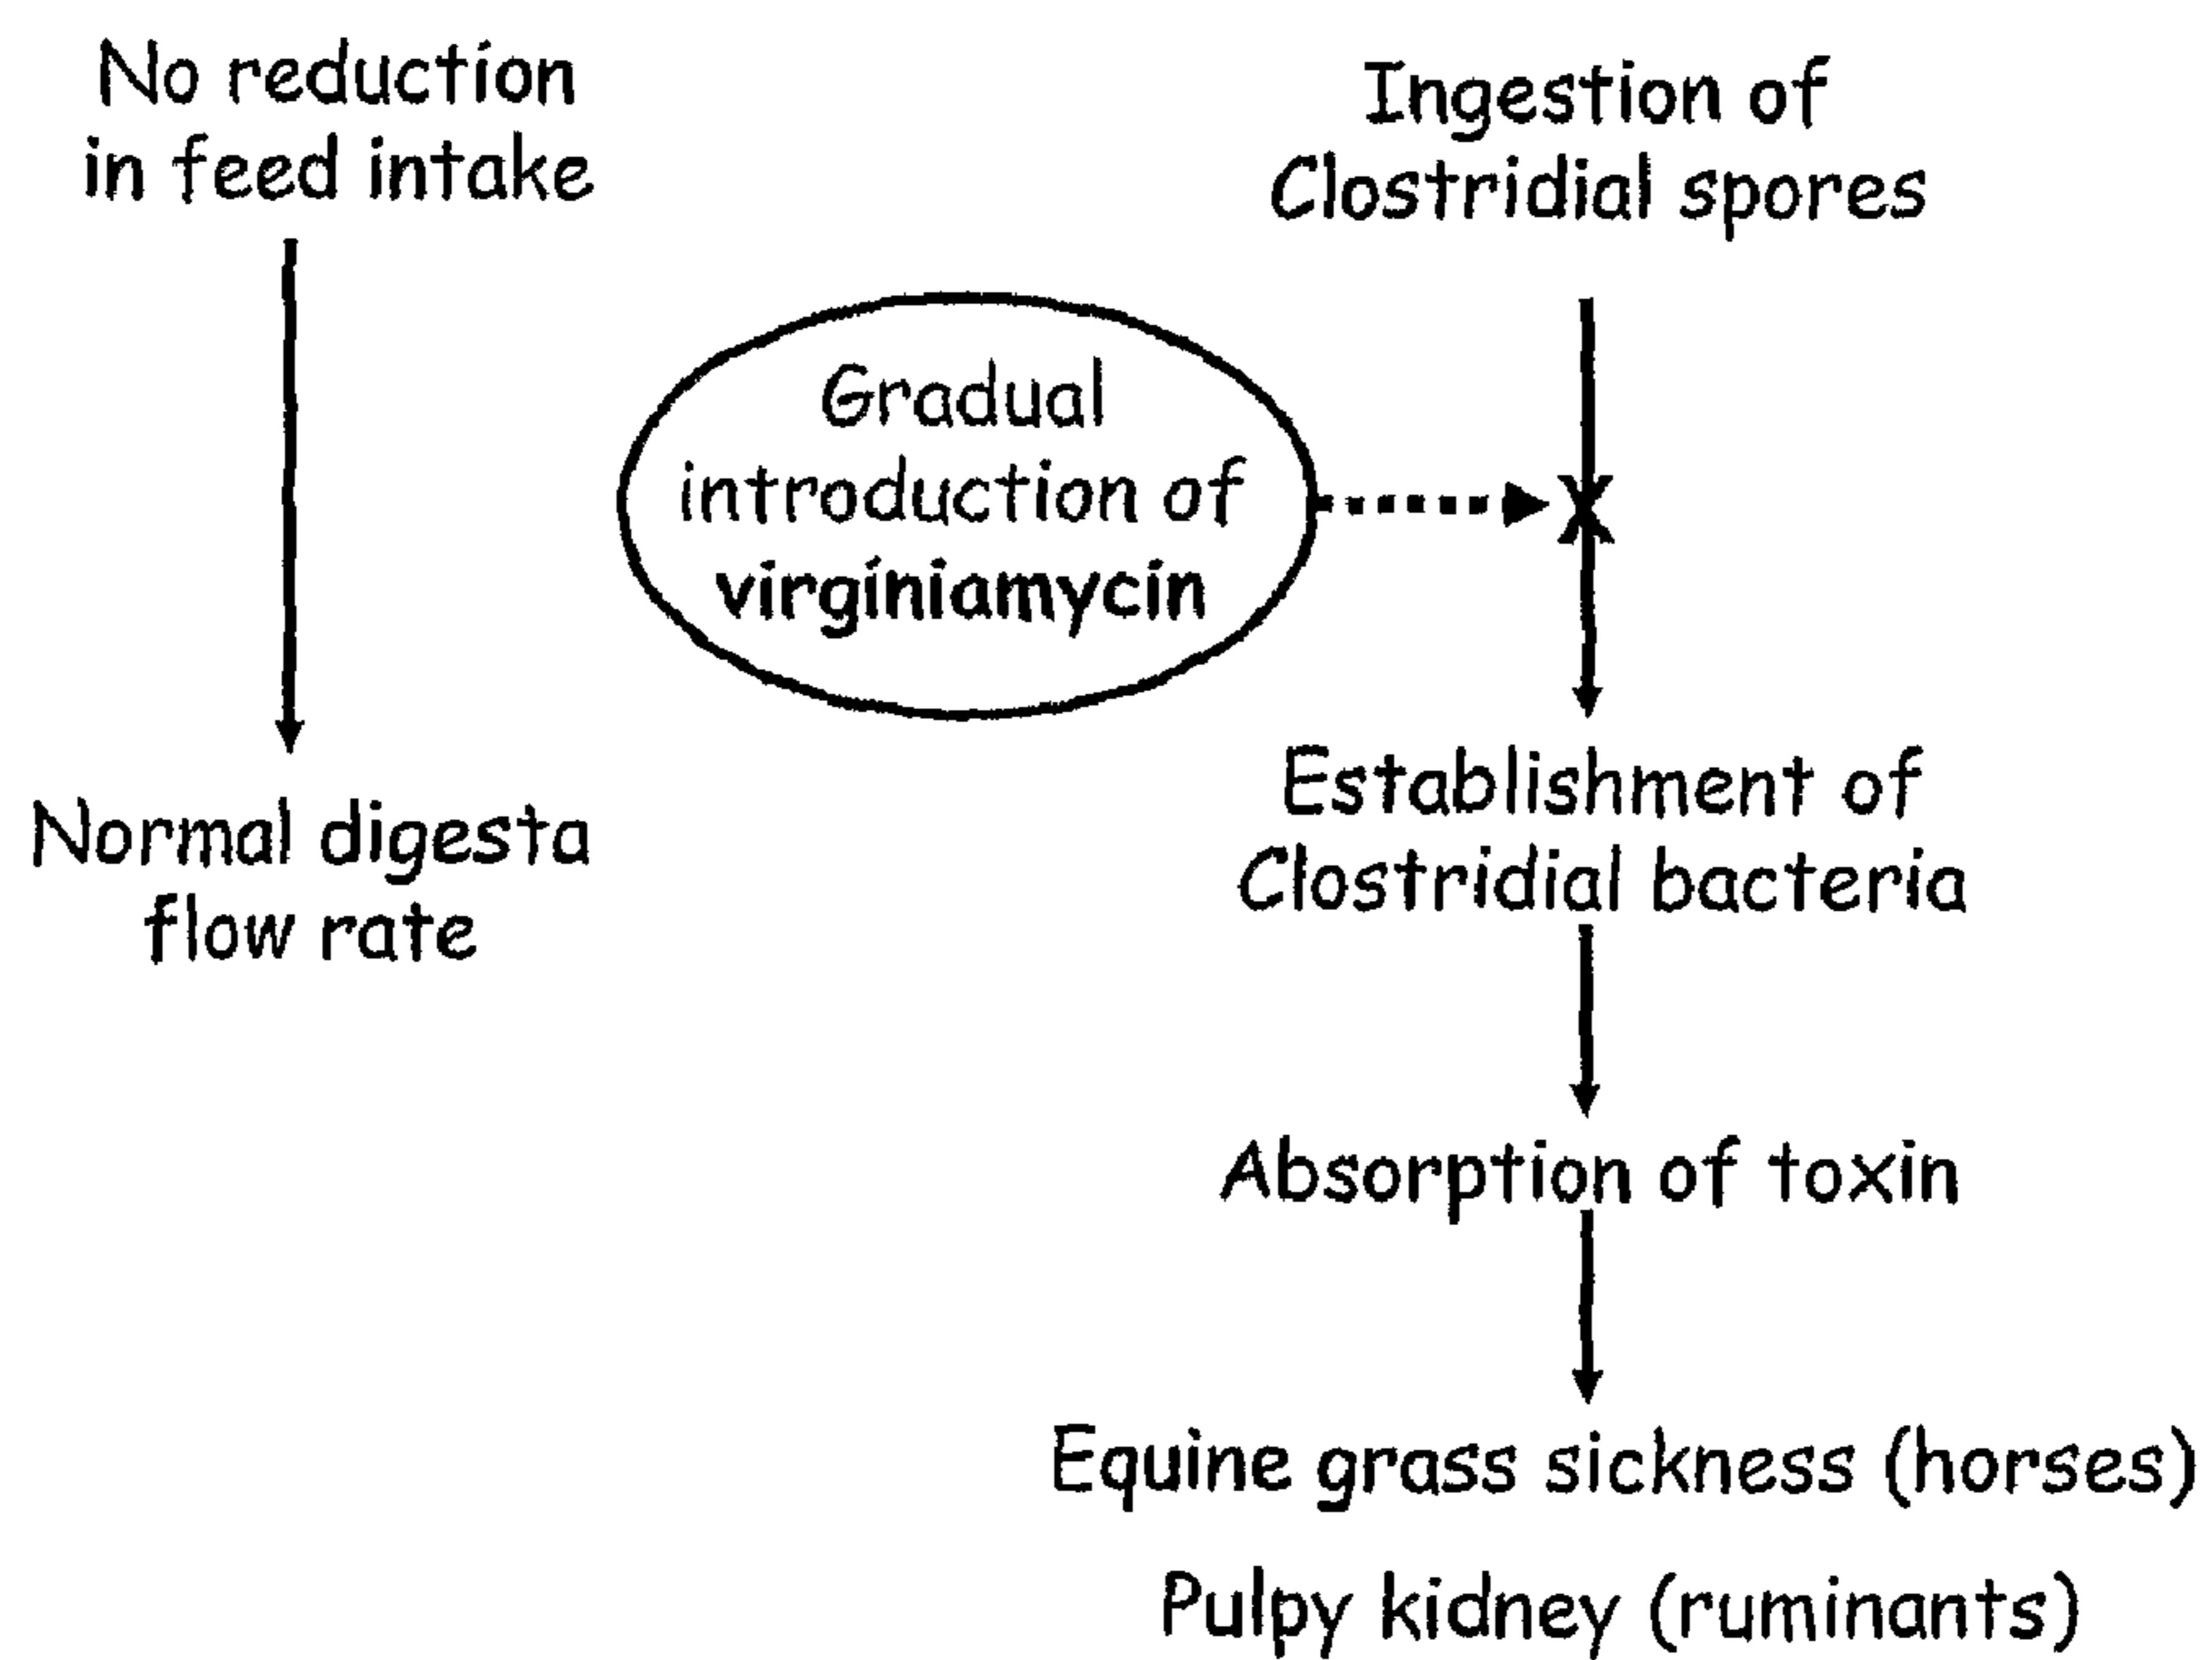 No reduction
in feed intake
Ingestion of
Clostridial spores
Gradual
introduction of
virginiamycin
X
Normal digesta
flow rate
Establishment of
Clostridial bacteria
Absorption of toxin
Equine grass sickness (horses)
Pulpy kidney (ruminants)